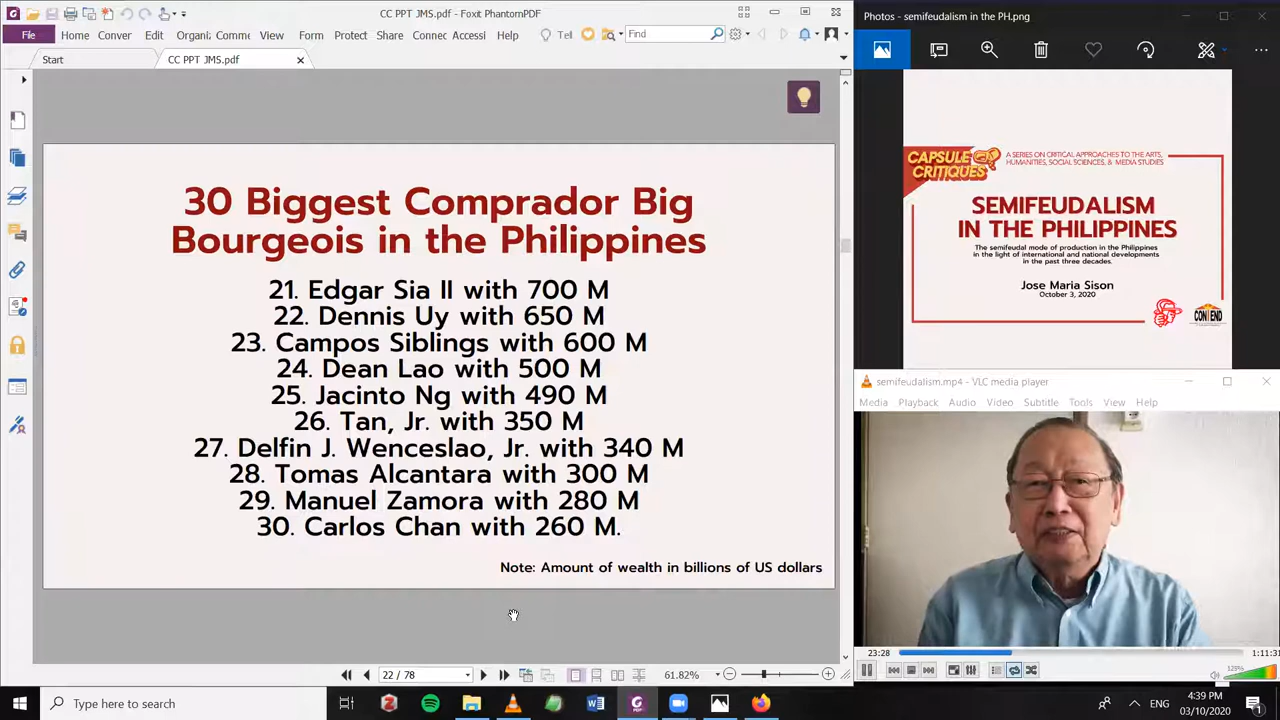 CC PPT JMS.pdf - Foxit PhantomPDF
File Home Conver Edit Organi: Comme View Form Protect Share Connec Accessi Help Tell Find
Start
CC PPT JMS.pdf
30 Biggest Comprador Big
Bourgeois in the Philippines
21. Edgar Sia II with 700 M
22. Dennis Uy with 650 M
23. Campos Siblings with 600 M
24. Dean Lao with 500 M
25. Jacinto Ng with 490 M
26. Tan, Jr. with 350 M
27. Delfin J. Wenceslao, Jr. with 340 M
28. Tomas Alcantara with 300 M
29. Manuel Zamora with 280 M
30. Carlos Chan with 260 M.
Note: Amount of wealth in billions of US dollars
22 / 78
61.82%
Photos - semifeudalism in the PH.png
CAPSULE
CRITIQUES
A SERIES ON CRITICAL APPROACHES TO THE ARTS,
HUMANITIES, SOCIAL SCIENCES, & MEDIA STUDIES
SEMIFEUDALISM
IN THE PHILIPPINES
The semifeudal mode of production in the Philippines
in the light of international and national developments
in the past three decades.
Jose Maria Sison
October 3, 2020
CONTEND
semifeudalism.mp4 - VLC media player
Media Playback Audio Video Subtitle Tools View Help
23:28
1:11:31
125%
Type here to search
ENG
4:39 PM
03/10/2020